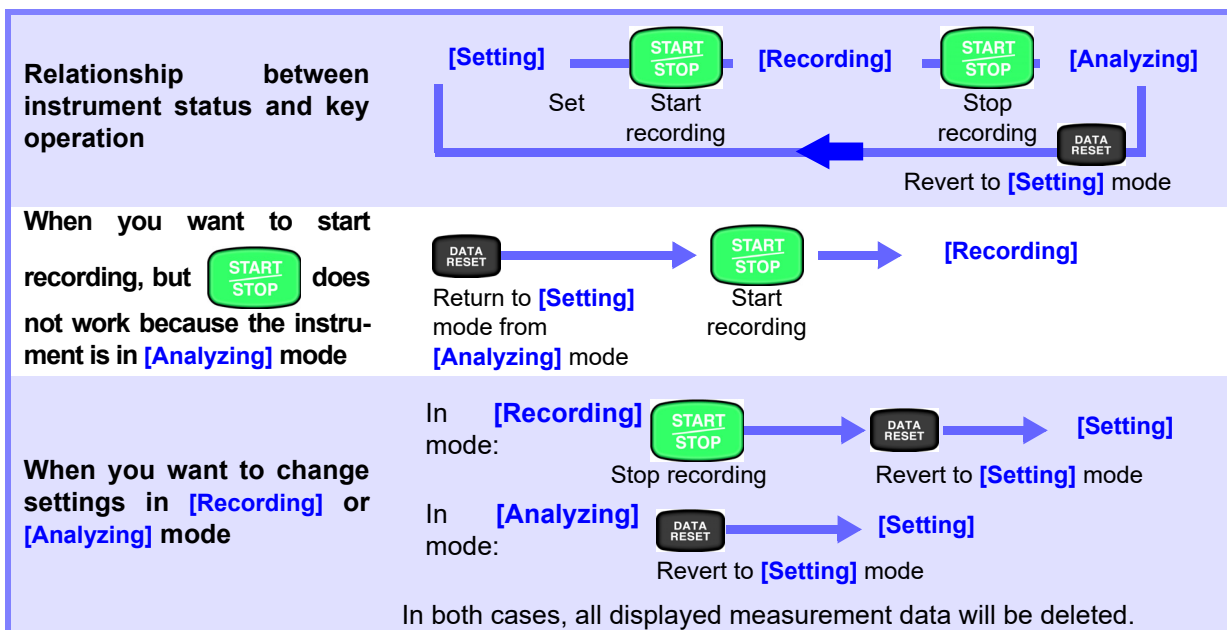 Relationship between
instrument status and key
operation
[Setting] START STOP [Recording] START STOP [Analyzing]
Set Start Stop
recording recording
DATA
RESET
Revert to [Setting] mode
When you want to start
recording, but START STOP does
not work because the instru-
ment is in [Analyzing] mode
DATA
RESET
Return to [Setting]
mode from
[Analyzing] mode
START
STOP
Start
recording
[Recording]
When you want to change
settings in [Recording] or
[Analyzing] mode
In [Recording]
mode:
START
STOP
Stop recording
DATA
RESET
Revert to [Setting] mode
[Setting]
In [Analyzing]
mode:
DATA
RESET
Revert to [Setting] mode
[Setting]
In both cases, all displayed measurement data will be deleted.